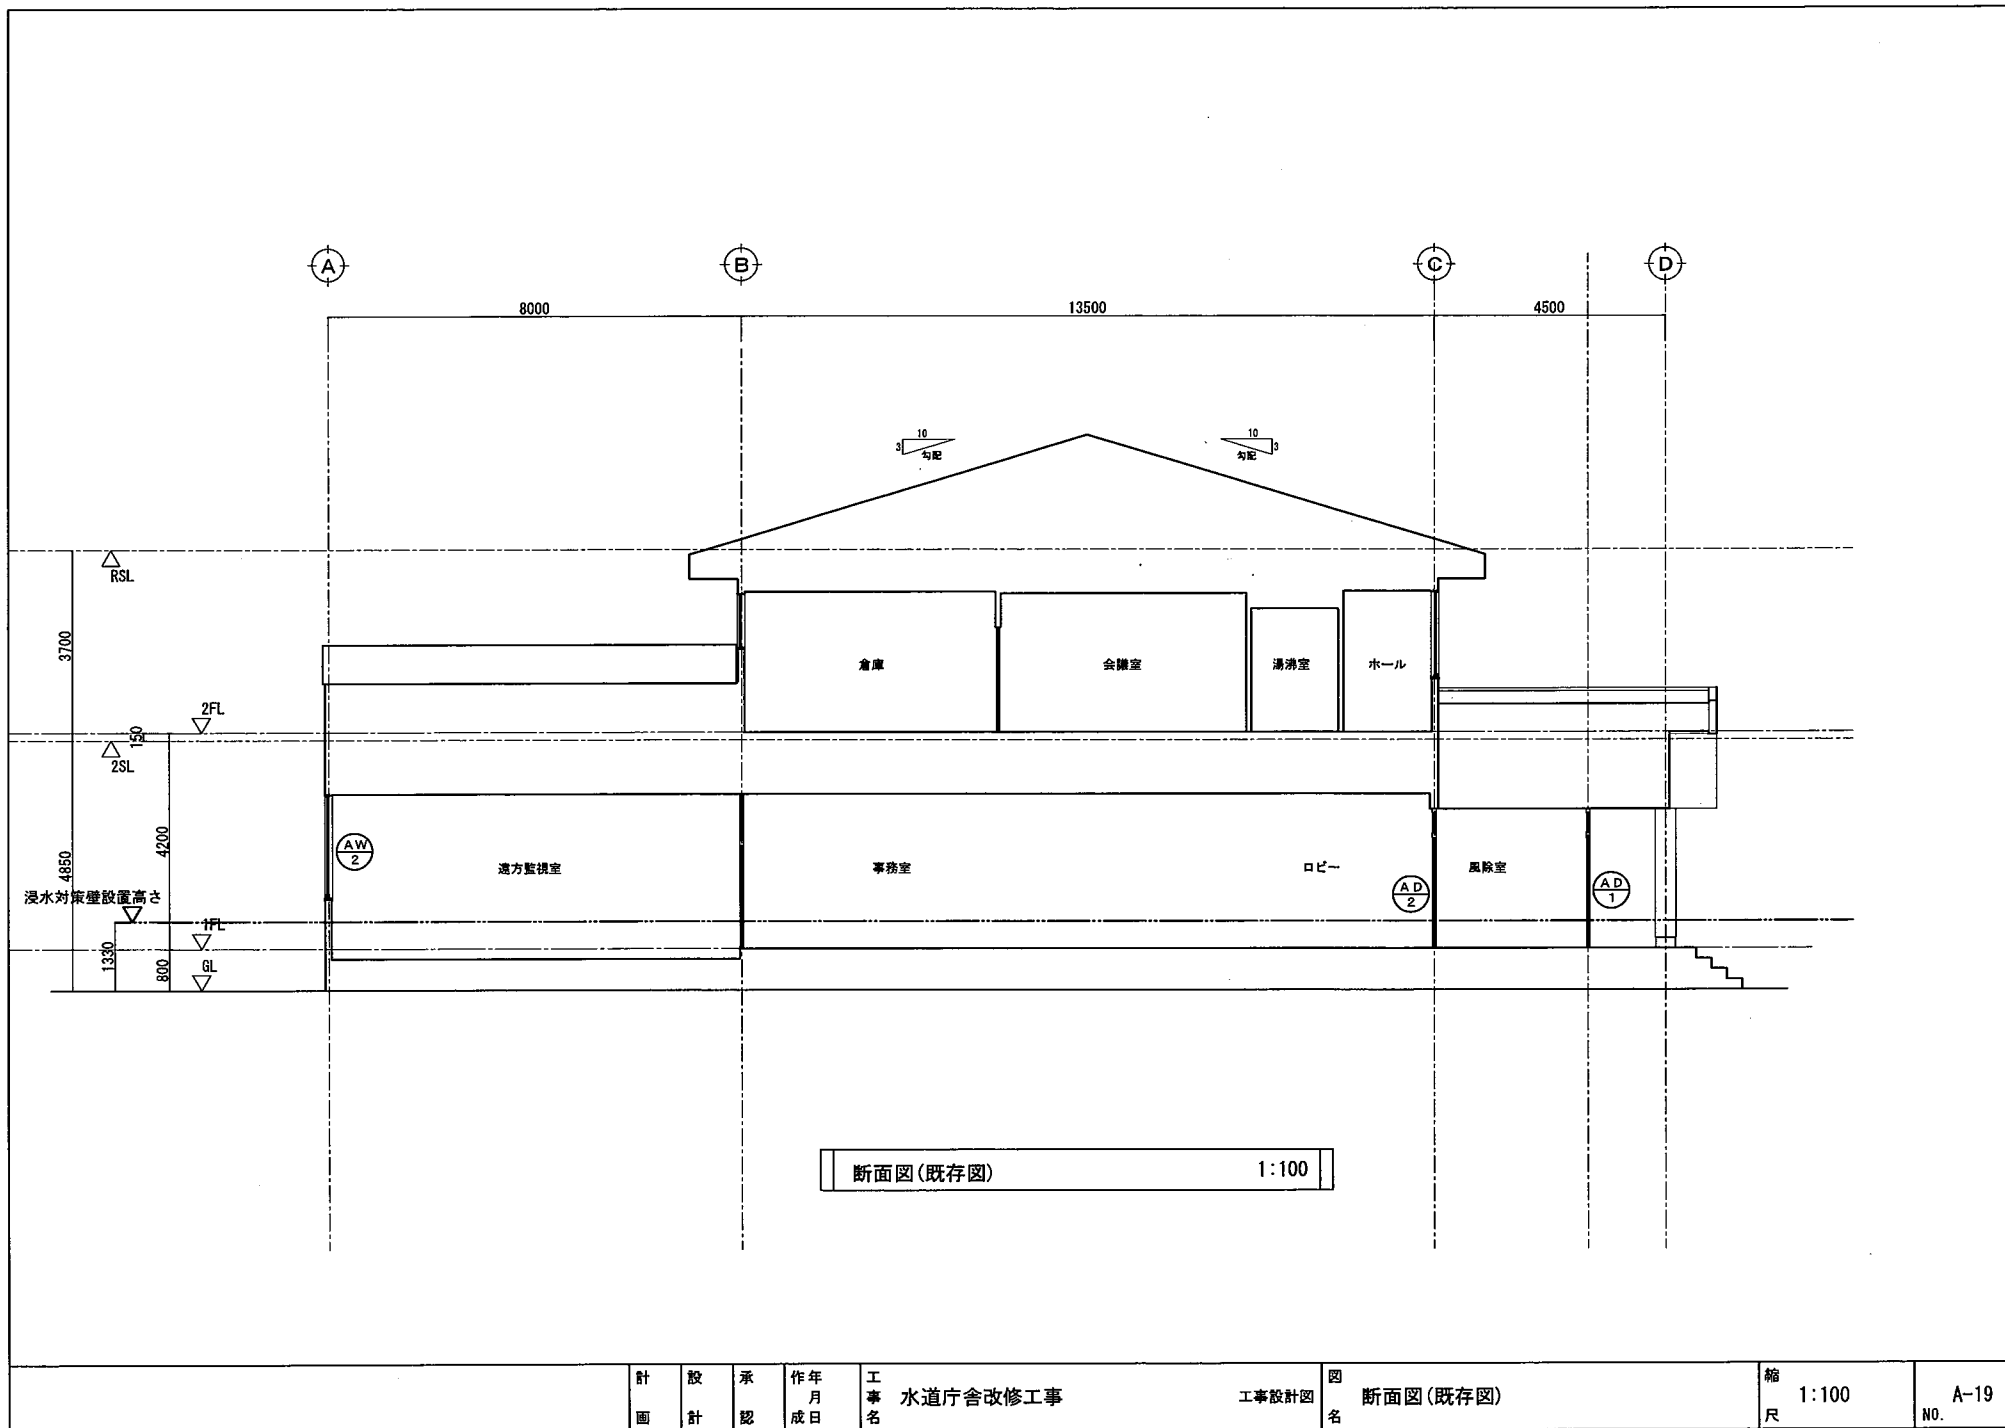 A
B
C
D
8000
13500
4500
10
3
勾配
10
3
勾配
RSL
3700
倉庫
会議室
湯沸室
ホール
2FL
150
2SL
4200
4850
AW
2
遠方監視室
事務室
ロビー
AD
2
風除室
AD
1
浸水対策壁設置高さ
1FL
1330
800
GL
断面図(既存図) 1:100
計画
設計
承認
作成 年月日
工事名
水道庁舎改修工事
工事設計図
図名
断面図(既存図)
縮尺
1:100
NO.
A-19